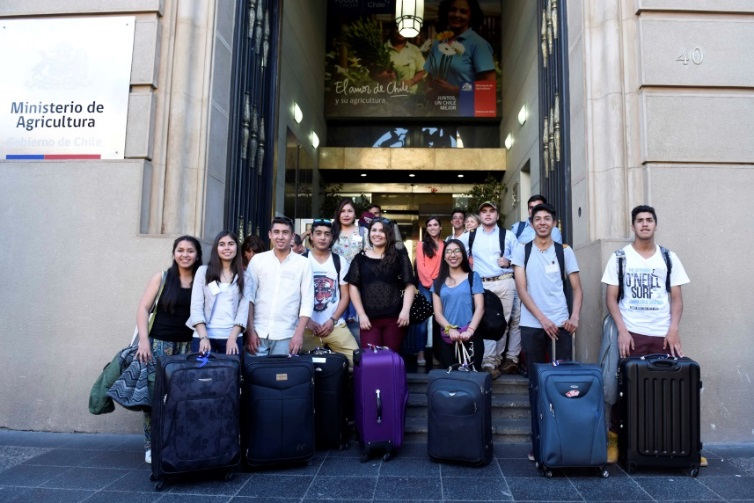 Ministerio de
Agricultura
Gobierno de Chile
El amor de Chile
y su agricultura
JUNTOS,
UN CHILE
MEJOR
40
O'NEILL
SURF